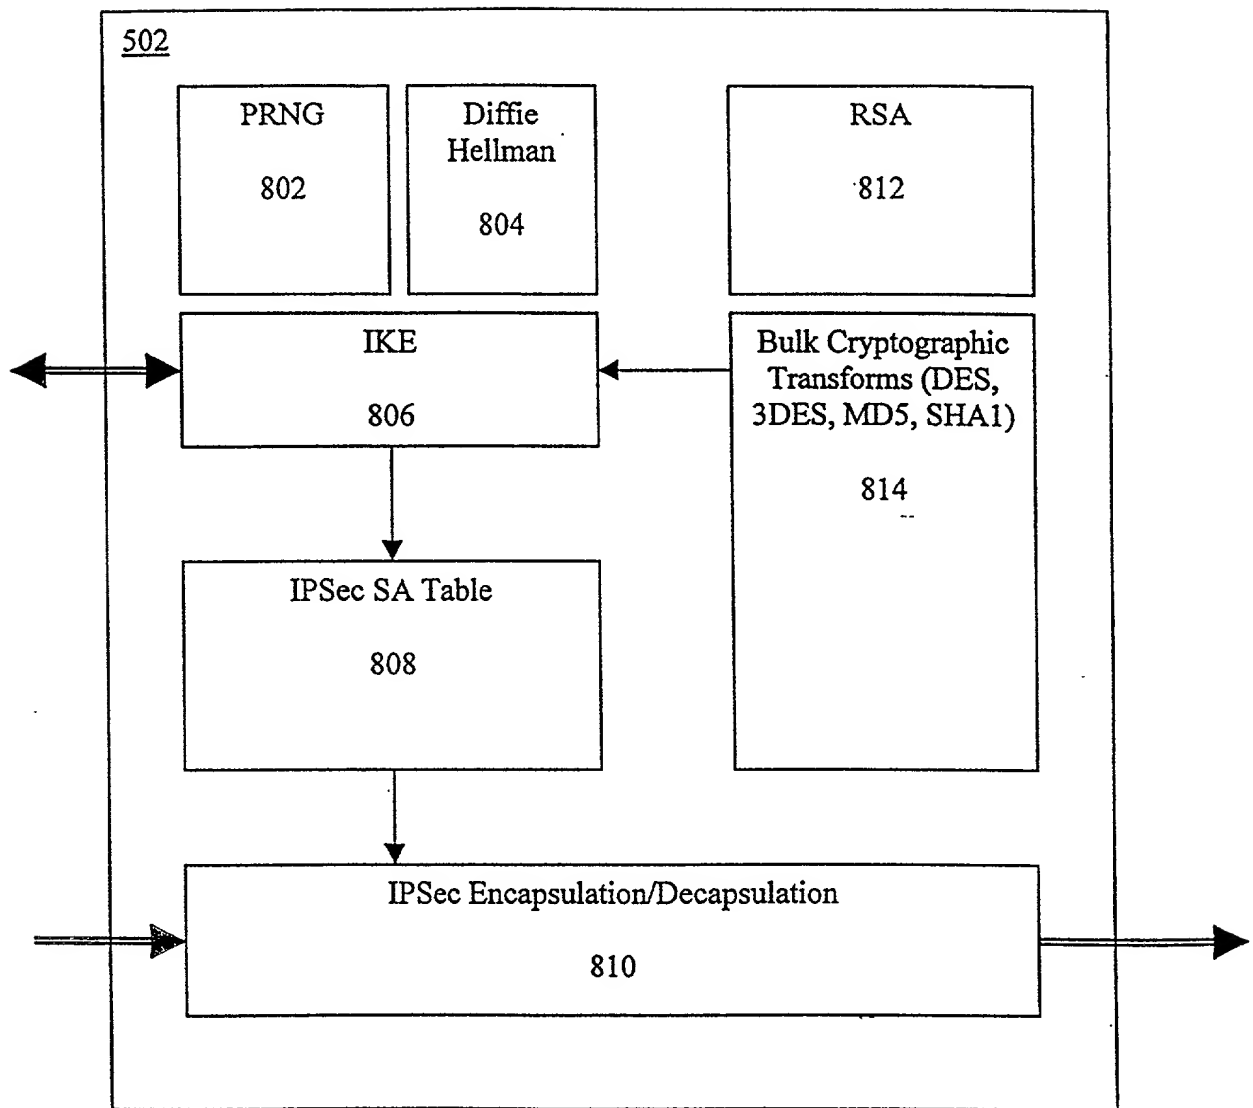 502
PRNG
802
Diffie
Hellman
804
RSA
812
IKE
806
Bulk Cryptographic
Transforms (DES,
3DES, MD5, SHA1)
814
IPSec SA Table
808
IPSec Encapsulation/Decapsulation
810